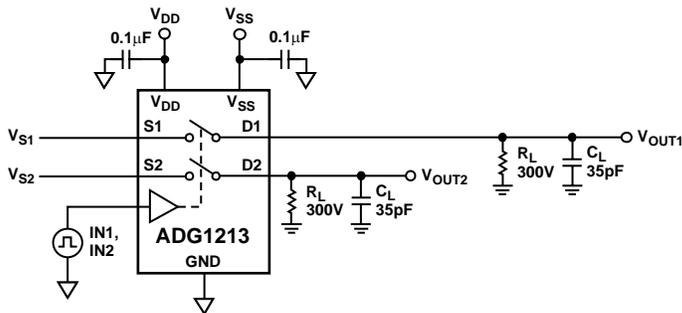 VDD
VSS
0.1μF
0.1μF
VDD
VSS
VS1
S1
D1
VOUT1
VS2
S2
D2
VOUT2
RL
300V
CL
35pF
RL
300V
CL
35pF
IN1,
IN2
ADG1213
GND